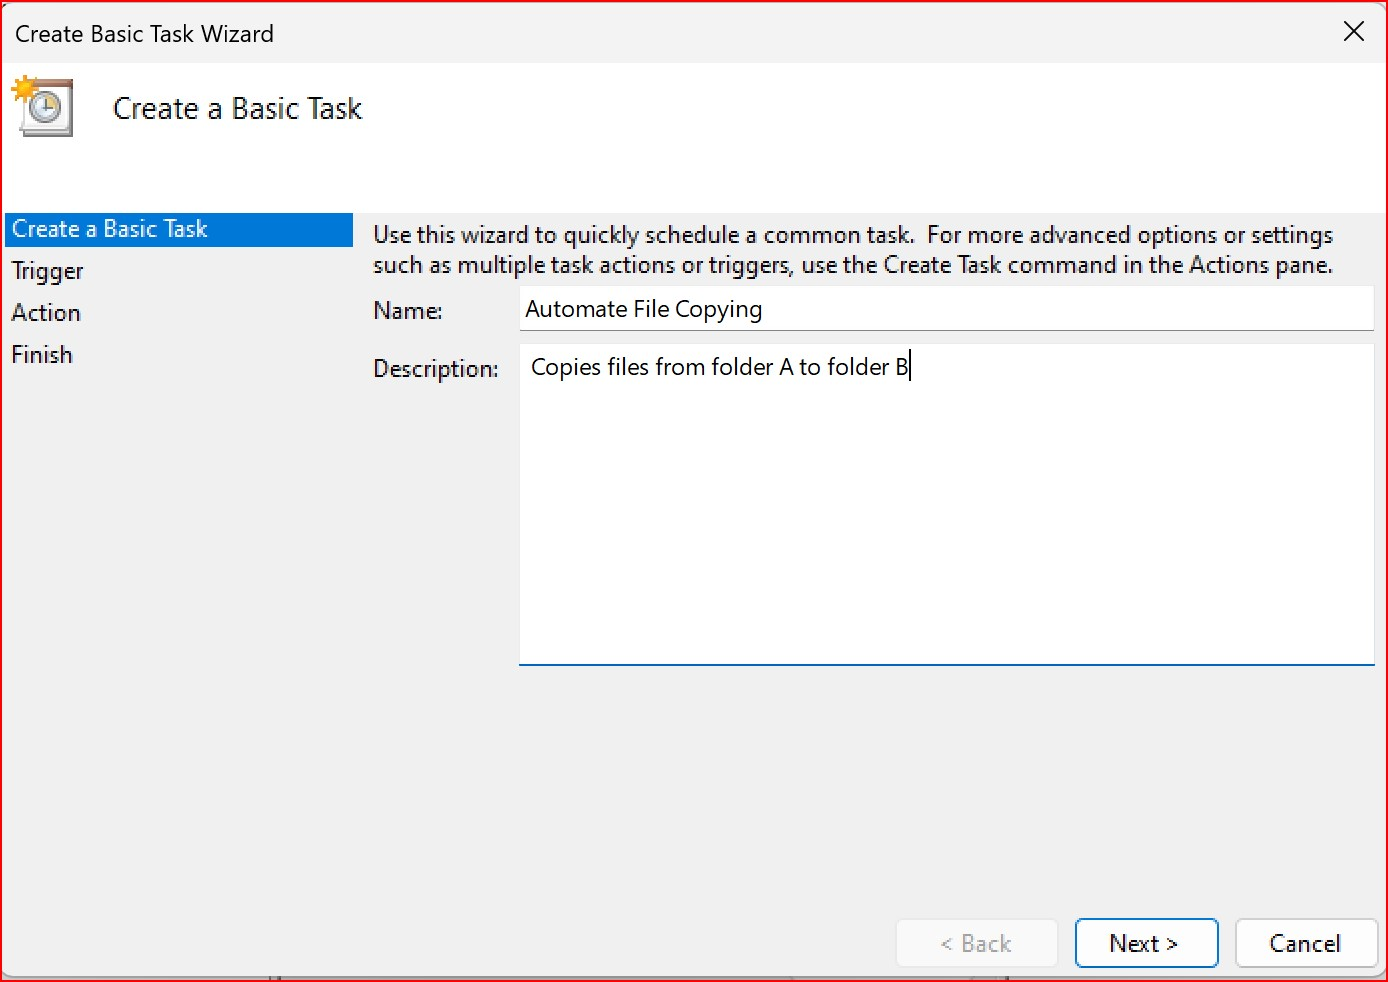 Create Basic Task Wizard
Create a Basic Task
Create a Basic Task
Trigger
Action
Finish
Use this wizard to quickly schedule a common task.  For more advanced options or settings
such as multiple task actions or triggers, use the Create Task command in the Actions pane.
Name: Automate File Copying
Description: Copies files from folder A to folder B
< Back Next > Cancel